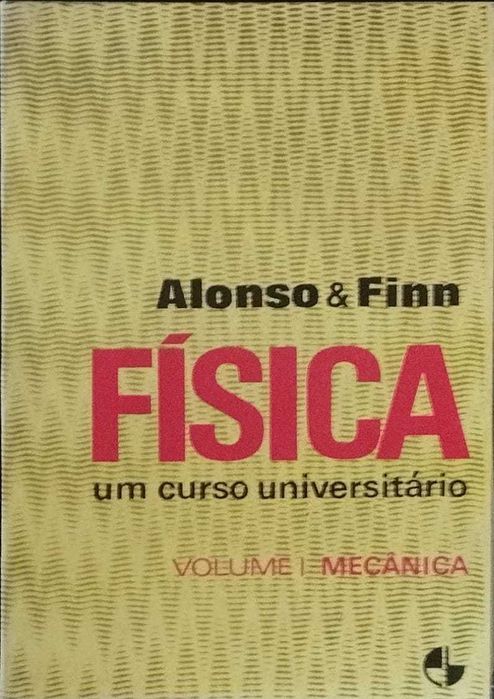 Alonso & Finn
FÍSICA
um curso universitário
VOLUME I MECÂNICA